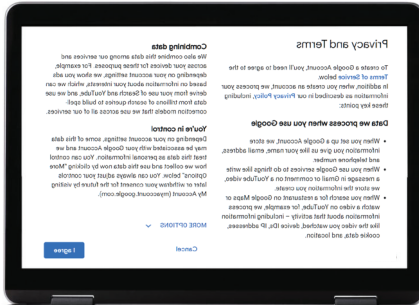 Privacy and Terms
To create a Google Account, you'll need to agree to the
Terms of Service below.
In addition, when you create an account, we process your
information as described in our Privacy Policy, including
these key points:
Data we process when you use Google
• When you set up a Google Account, we store
information you give us like your name, email address,
and telephone number.
• When you use Google services to do things like write
a message in Gmail or comment on a YouTube video,
we store the information you create.
• When you search for a restaurant on Google Maps or
watch a video on YouTube, for example, we process
information about that activity – including information
like the video you watched, device IDs, IP addresses,
cookie data, and location.
Combining data
We also combine this data among our services and
across your devices for these purposes. For example,
depending on your account settings, we show you ads
based on information about your interests, which we can
derive from your use of Search and YouTube, and we use
data from trillions of search queries to build spell-
correction models that we use across all of our services.
You're in control
Depending on your account settings, some of this data
may be associated with your Google Account and we
treat this data as personal information. You can control
how we collect and use this data now by clicking "More
Options" below. You can always adjust your controls
later or withdraw your consent for the future by visiting
My Account (myaccount.google.com).
MORE OPTIONS
Cancel
I agree